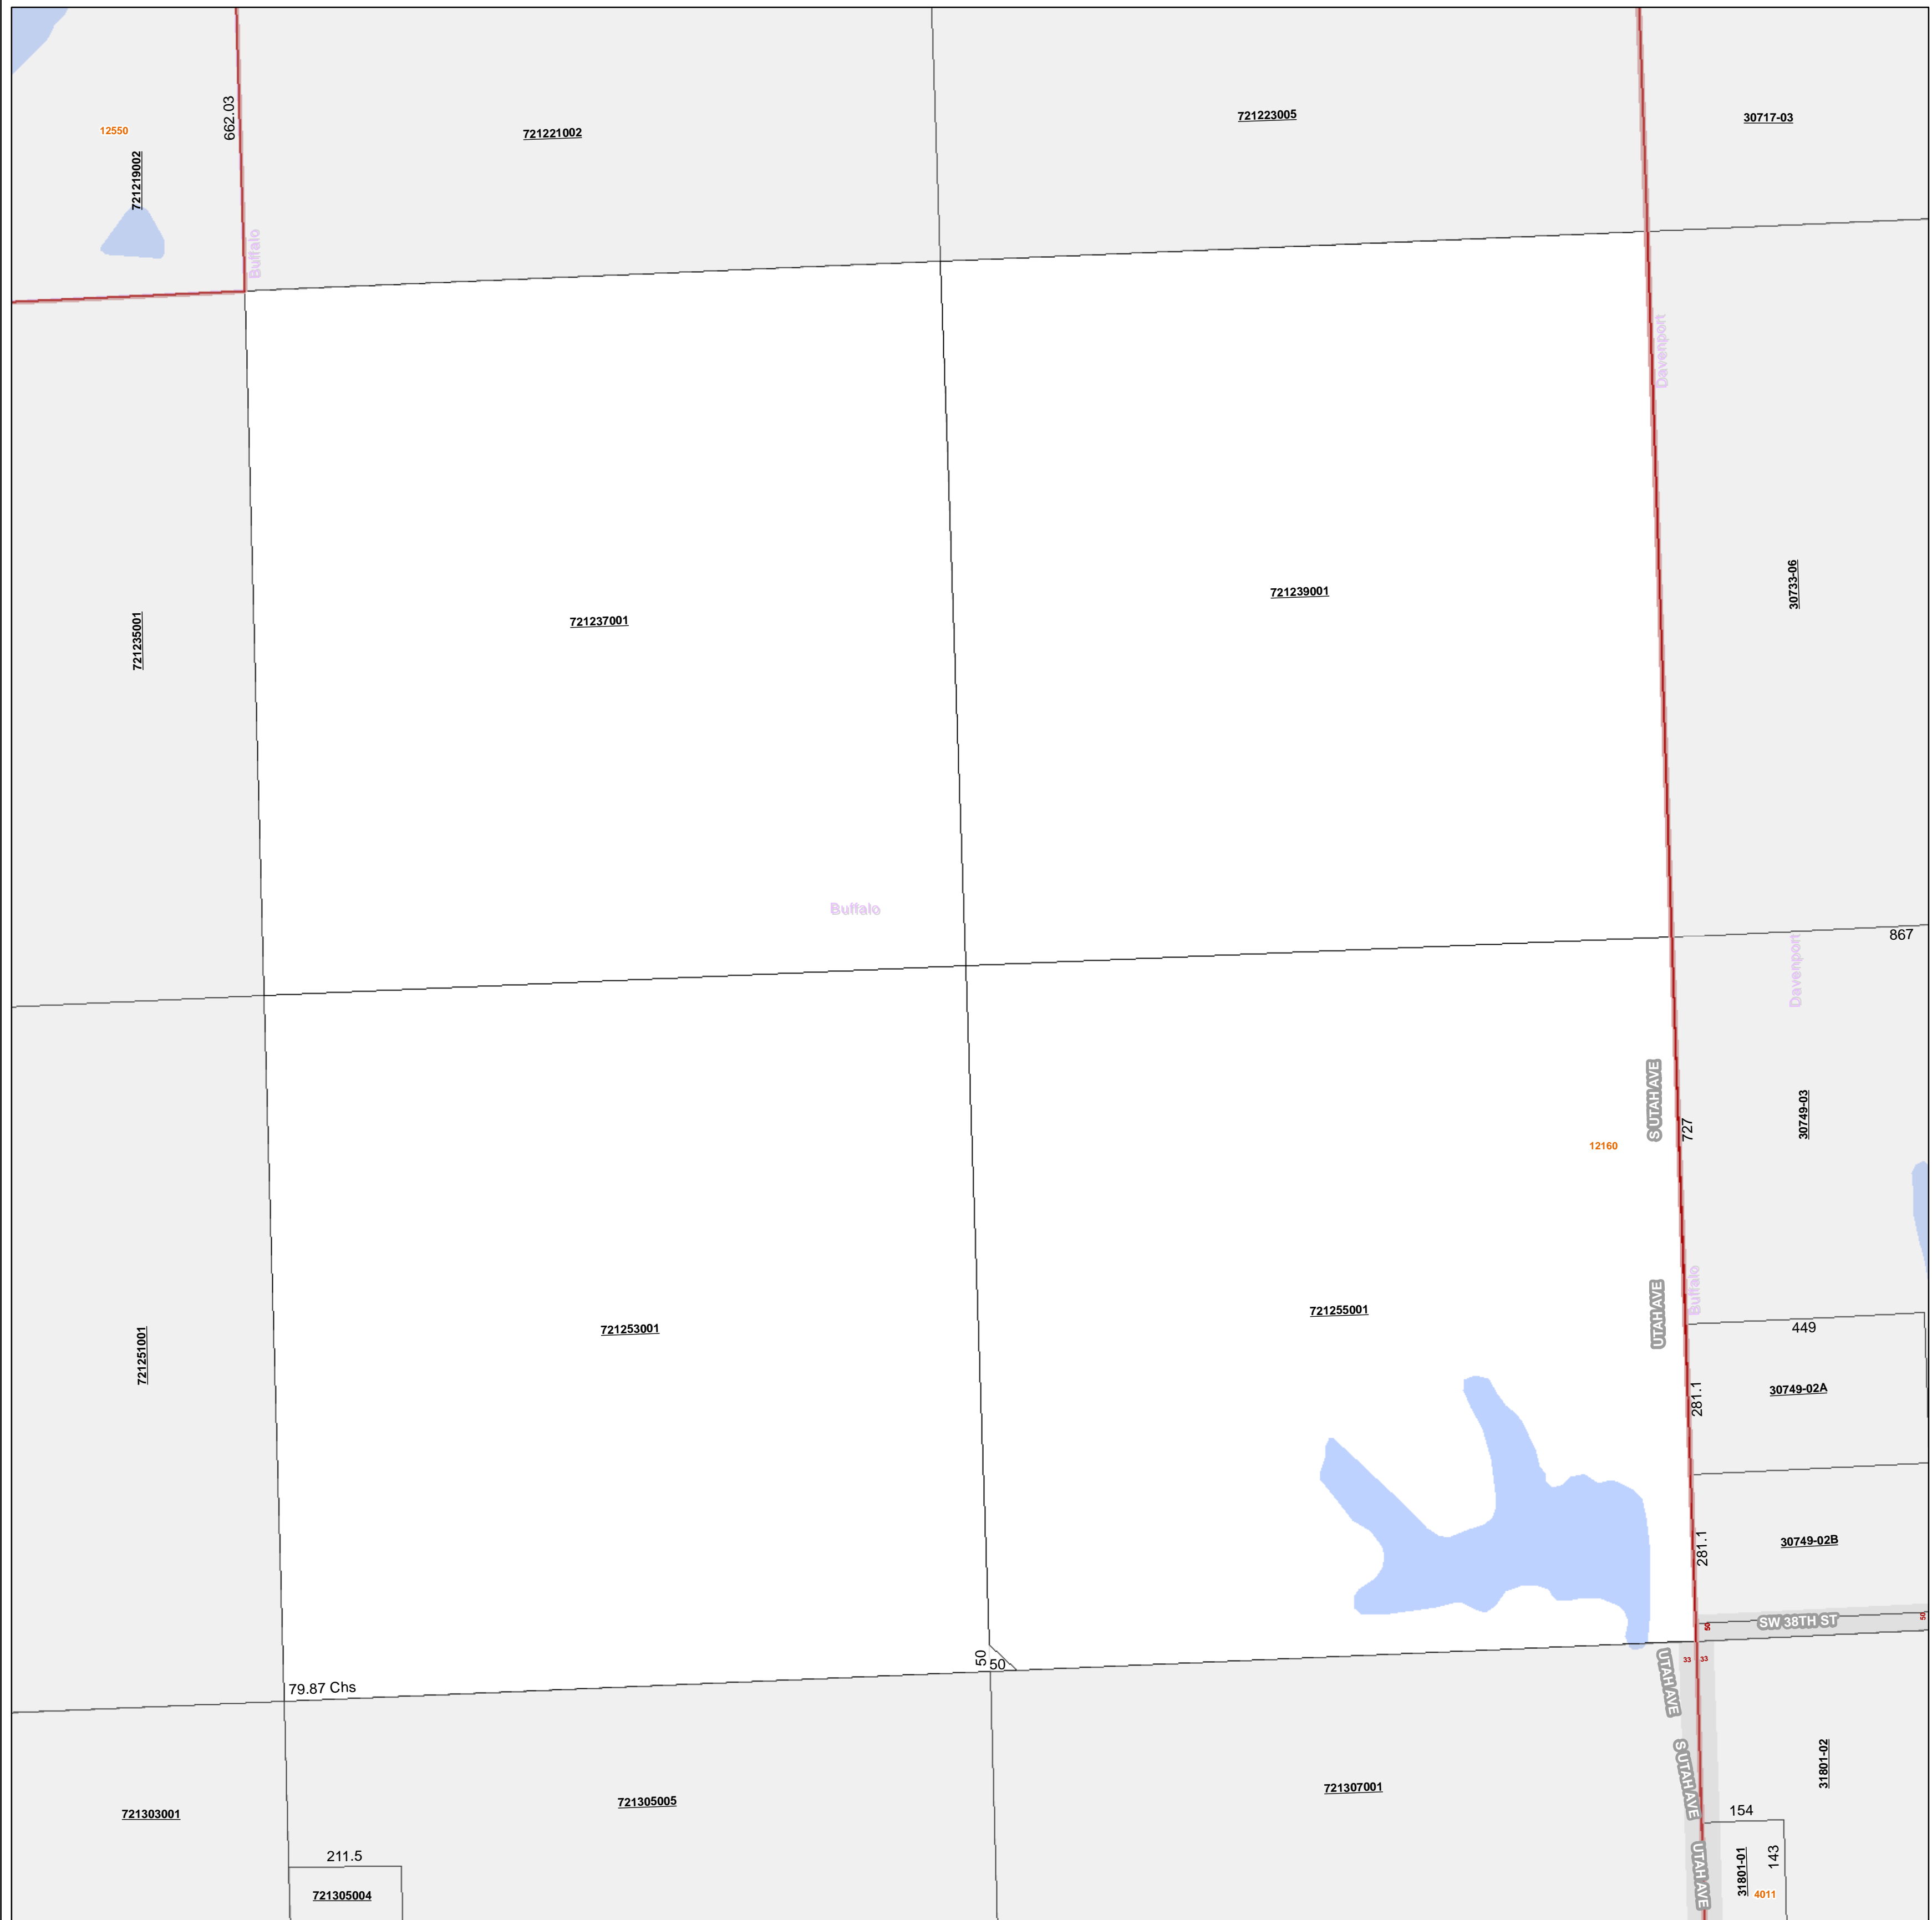 662.03
12550
721219002
Buffalo
721221002
721223005
30717-03
Davenport
721235001
721237001
721239001
30733-06
Buffalo
867
Davenport
S UTAH AVE
727
30749-03
12160
UTAH AVE
Buffalo
721251001
721253001
721255001
449
281.1
30749-02A
281.1
30749-02B
SW 38TH ST
50
50
50
50
79.87 Chs
33
33
UTAH AVE
S UTAH AVE
UTAH AVE
31801-02
721303001
721305005
721307001
211.5
721305004
154
143
31801-01
4011